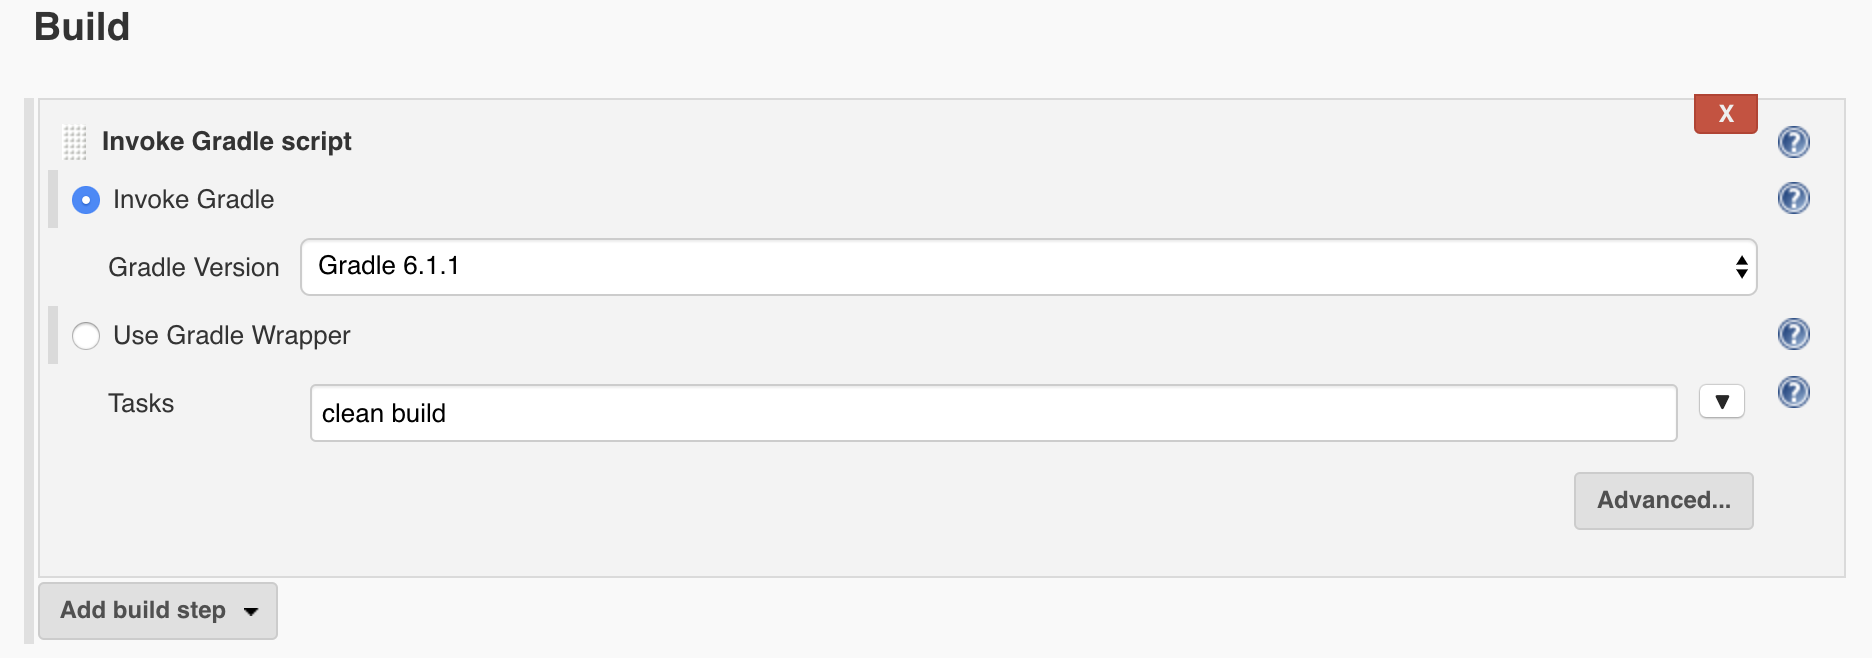 Build
X
Invoke Gradle script
?
Invoke Gradle
?
Gradle Version Gradle 6.1.1
Use Gradle Wrapper
?
Tasks clean build
?
Advanced...
Add build step